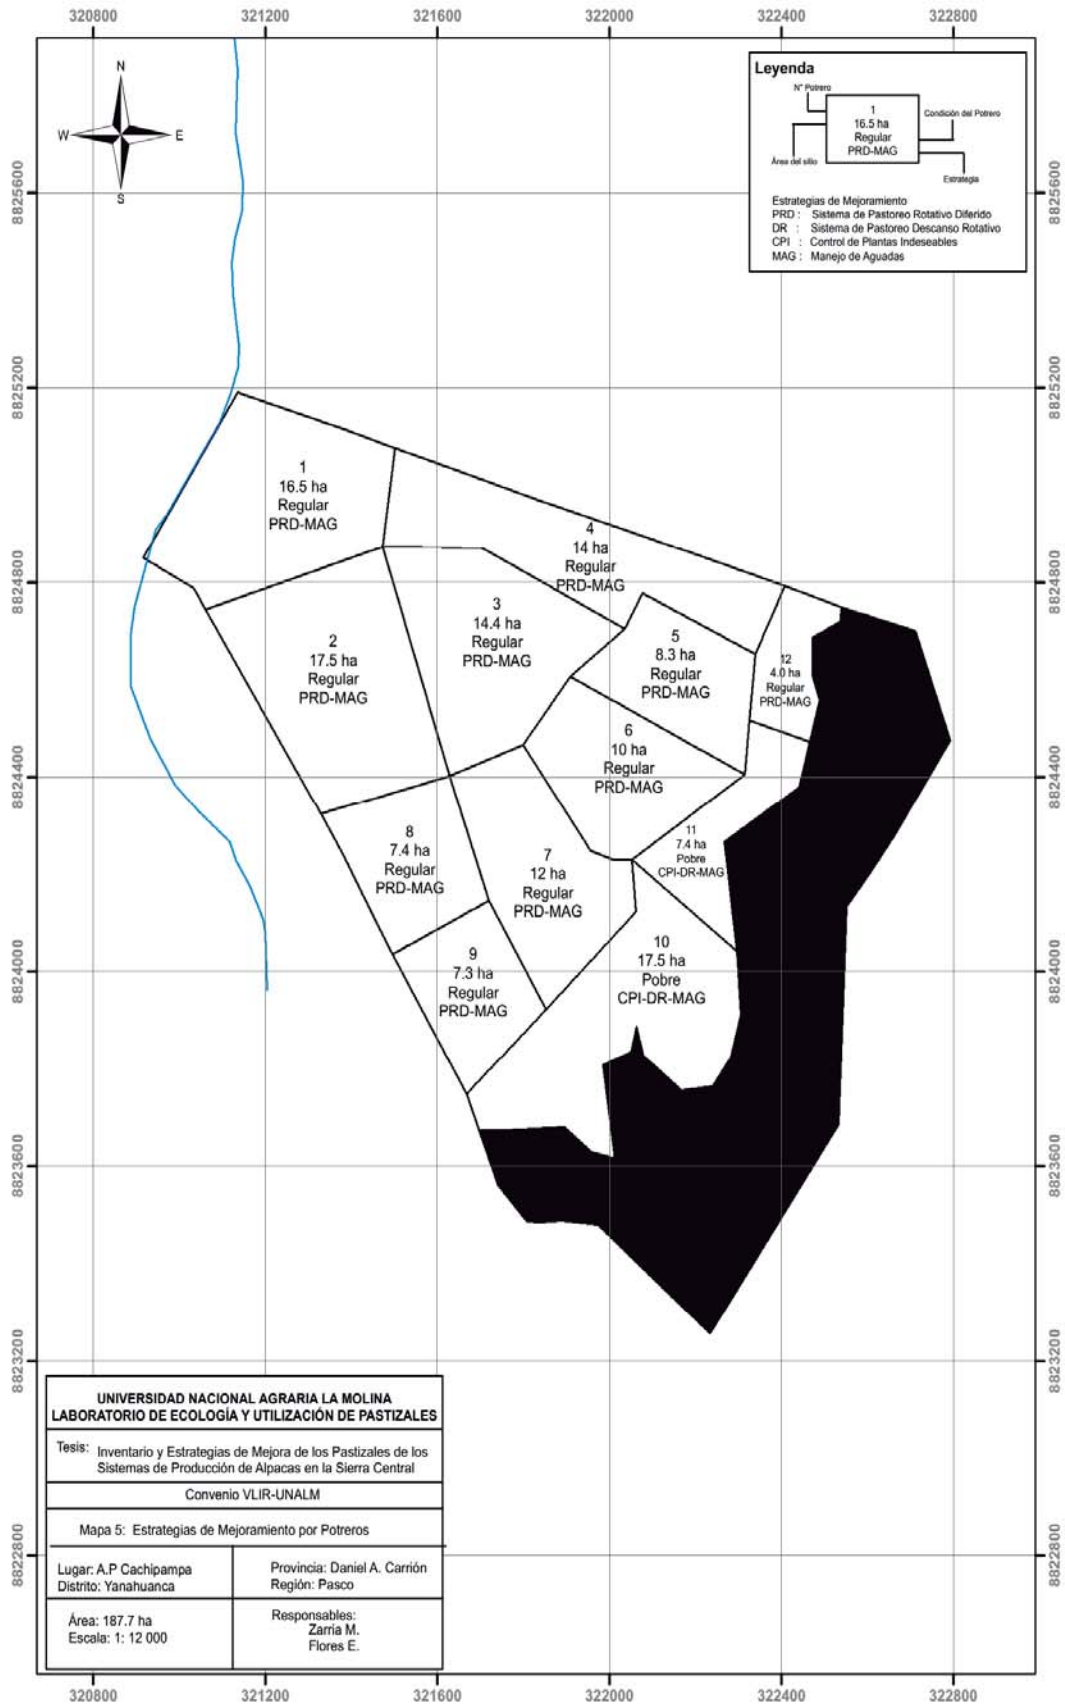 320800 321200 321600 322000 322400 322800
N
W E
S
Leyenda
N° Potrero
1
16.5 ha
Regular
PRD-MAG
Condición del Potrero
Área del sitio
Estrategia
Estrategias de Mejoramiento
PRD : Sistema de Pastoreo Rotativo Diferido
DR : Sistema de Pastoreo Descanso Rotativo
CPI : Control de Plantas Indeseables
MAG : Manejo de Aguadas
8825600 8825600
8825200 8825200
1
16.5 ha
Regular
PRD-MAG
4
14 ha
Regular
PRD-MAG
8824800 8824800
2
17.5 ha
Regular
PRD-MAG
3
14.4 ha
Regular
PRD-MAG
5
8.3 ha
Regular
PRD-MAG
12
4.0 ha
Regular
PRD-MAG
6
10 ha
Regular
PRD-MAG
8824400 8824400
8
7.4 ha
Regular
PRD-MAG
7
12 ha
Regular
PRD-MAG
11
7.4 ha
Pobre
CPI-DR-MAG
9
7.3 ha
Regular
PRD-MAG
10
17.5 ha
Pobre
CPI-DR-MAG
8824000 8824000
8823600 8823600
8823200 8823200
UNIVERSIDAD NACIONAL AGRARIA LA MOLINA
LABORATORIO DE ECOLOGÍA Y UTILIZACIÓN DE PASTIZALES
Tesis: Inventario y Estrategias de Mejora de los Pastizales de los
Sistemas de Producción de Alpacas en la Sierra Central
Convenio VLIR-UNALM
Mapa 5: Estrategias de Mejoramiento por Potreros
8822800 8822800
Lugar: A.P Cachipampa
Distrito: Yanahuanca
Provincia: Daniel A. Carrión
Región: Pasco
Área: 187.7 ha
Escala: 1: 12 000
Responsables:
Zarria M.
Flores E.
320800 321200 321600 322000 322400 322800